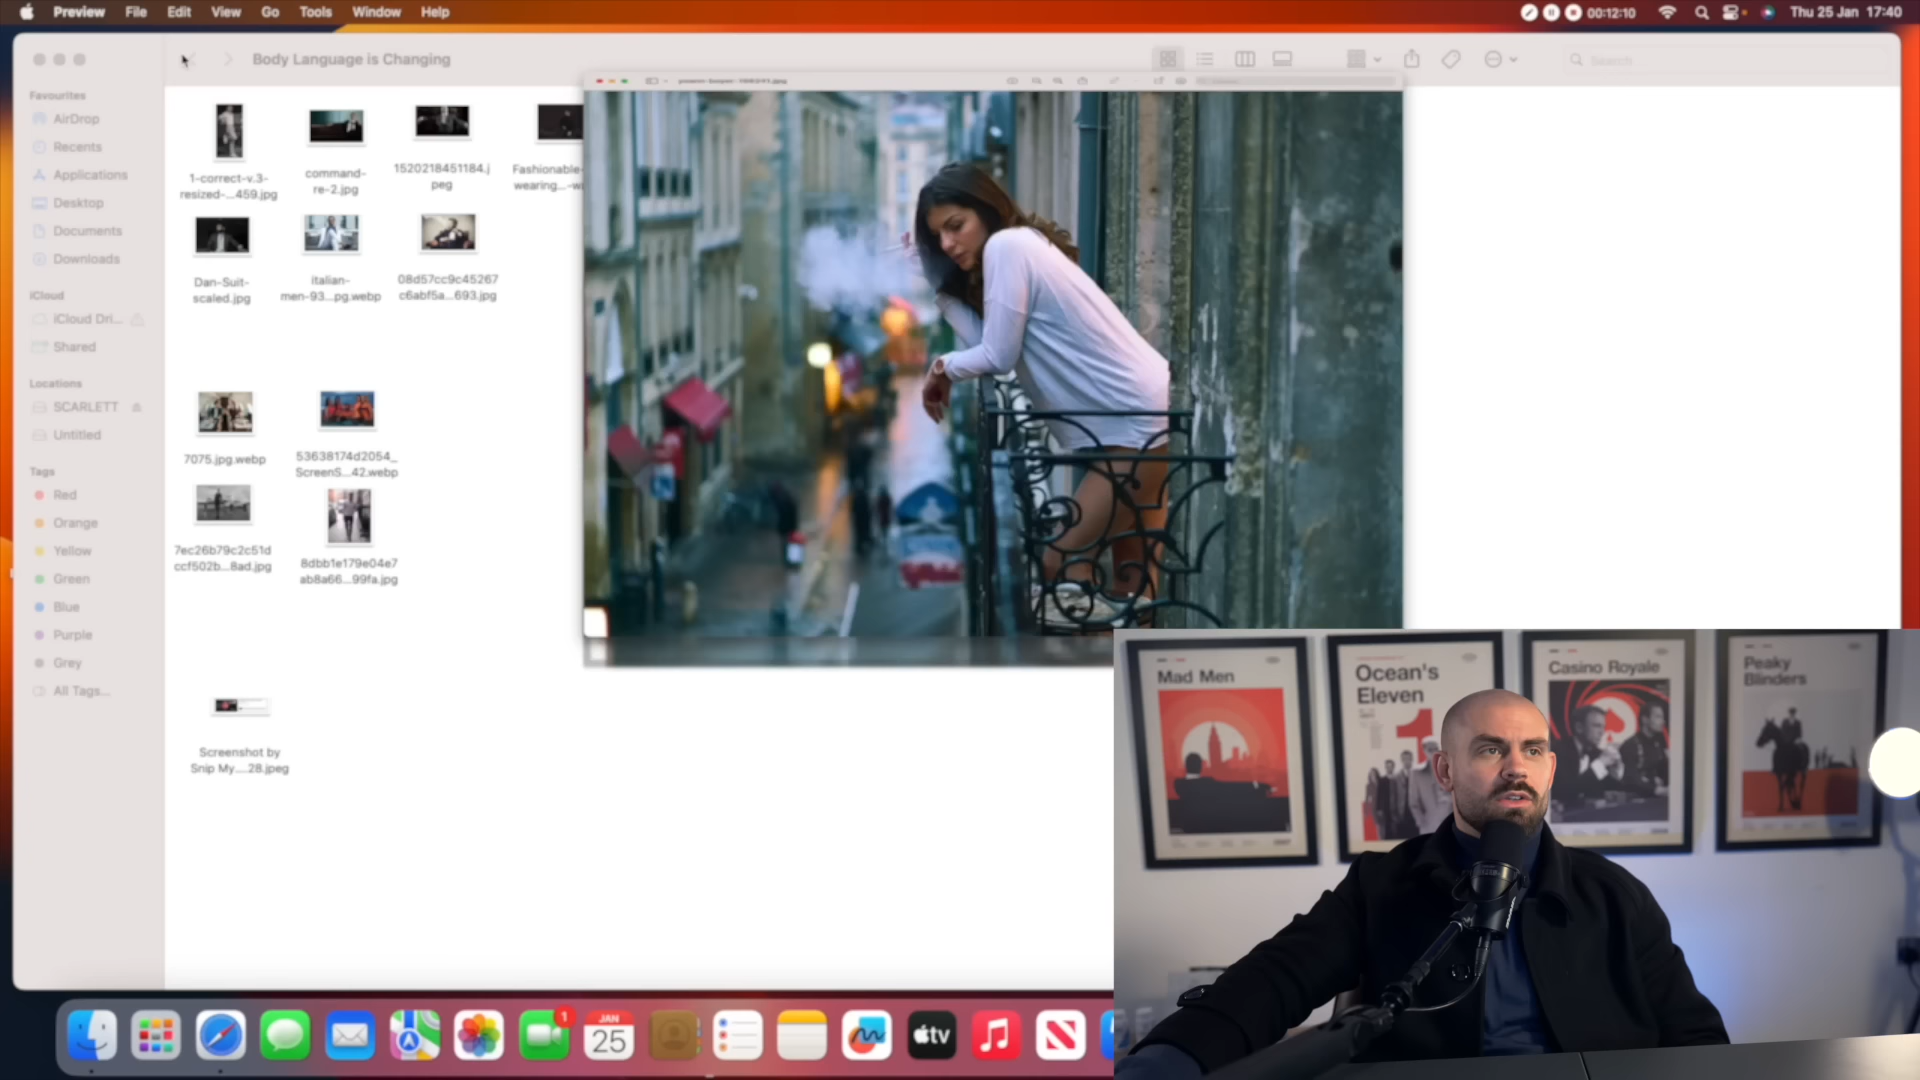 Preview File Edit View Go Tools Window Help
00:12:10
Thu 25 Jan 17:40
Body Language is Changing
Search
Favourites
AirDrop
Recents
Applications
Desktop
Documents
Downloads
iCloud
iCloud Dri...
Shared
Locations
SCARLETT
Untitled
Tags
Red
Orange
Yellow
Green
Blue
Purple
Grey
All Tags...
1-correct-v.3-
resized-...459.jpg
command-
re-2.jpg
1520218451184.j
peg
Fashionable-
Dan-Suit-
scaled.jpg
italian-
men-93...pg.webp
08d57cc9c45267
c6abf5a...693.jpg
7075.jpg.webp
53638174d2054_
ScreenS...42.webp
7ec26b79c2c51d
ccf502b...8ad.jpg
8dbb1e179e04e7
ab8a66...99fa.jpg
Screenshot by
Snip My....28.jpeg
Mad Men
Ocean's
Eleven
Casino Royale
Peaky
Blinders
1
JAN
25
tv